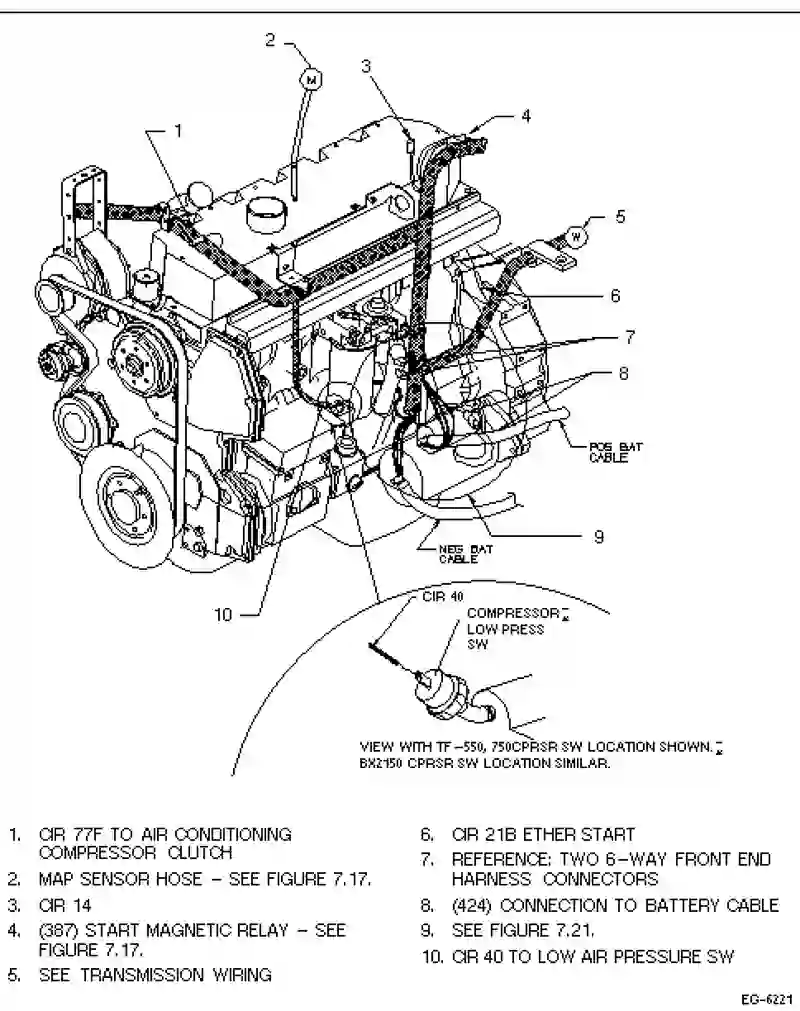 2
M
3
4
1
5
W
6
7
8
POS BAT
CABLE
9
NEG BAT
CABLE
10
CIR 40
COMPRESSOR
LOW PRESS
SW
VIEW WITH TF-550, 750CPRSR SW LOCATION SHOWN.
BX2150 CPRSR SW LOCATION SIMILAR.
1. CIR 77F TO AIR CONDITIONING
COMPRESSOR CLUTCH
2. MAP SENSOR HOSE - SEE FIGURE 7.17.
3. CIR 14
4. (387) START MAGNETIC RELAY - SEE
FIGURE 7.17.
5. SEE TRANSMISSION WIRING
6. CIR 21B ETHER START
7. REFERENCE: TWO 6-WAY FRONT END
HARNESS CONNECTORS
8. (424) CONNECTION TO BATTERY CABLE
9. SEE FIGURE 7.21.
10. CIR 40 TO LOW AIR PRESSURE SW
EG-6221